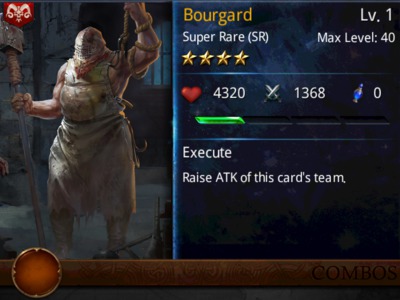 Bourgard
Lv. 1
Super Rare (SR)
Max Level: 40
4320
1368
0
Execute
Raise ATK of this card's team.
COMBOS